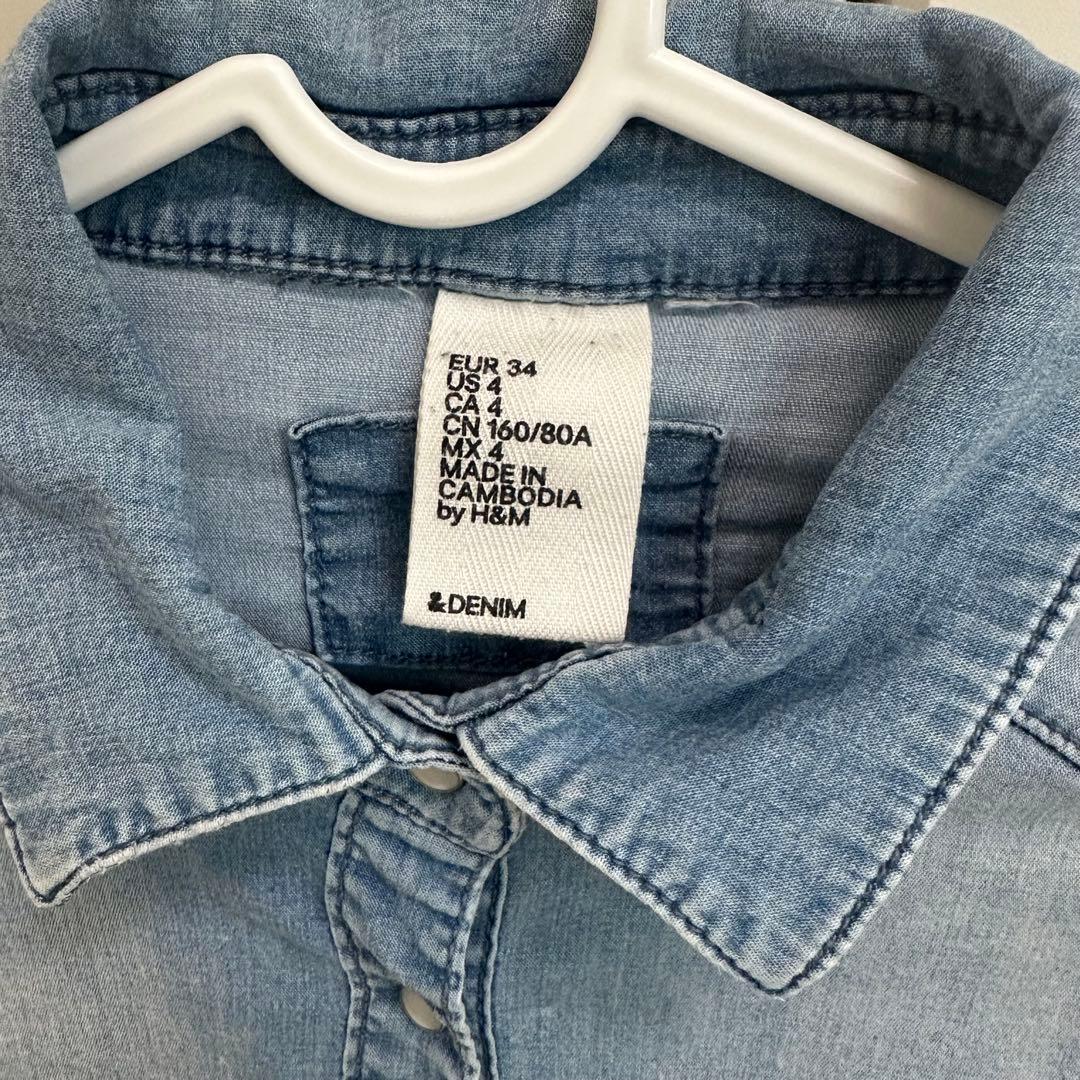 EUR 34
US 4
CA 4
CN 160/80A
MX 4
MADE IN
CAMBODIA
by H&M
&DENIM